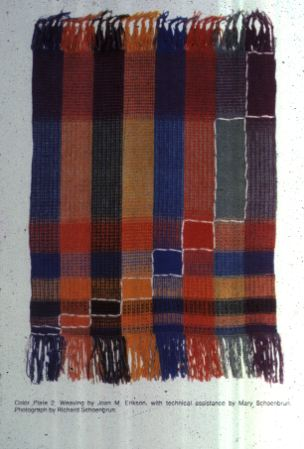 Color Plate 2. Weaving by Joan M. Erikson, with technical assistance by Mary Schoenbrun.
Photograph by Richard Schoenbrun.